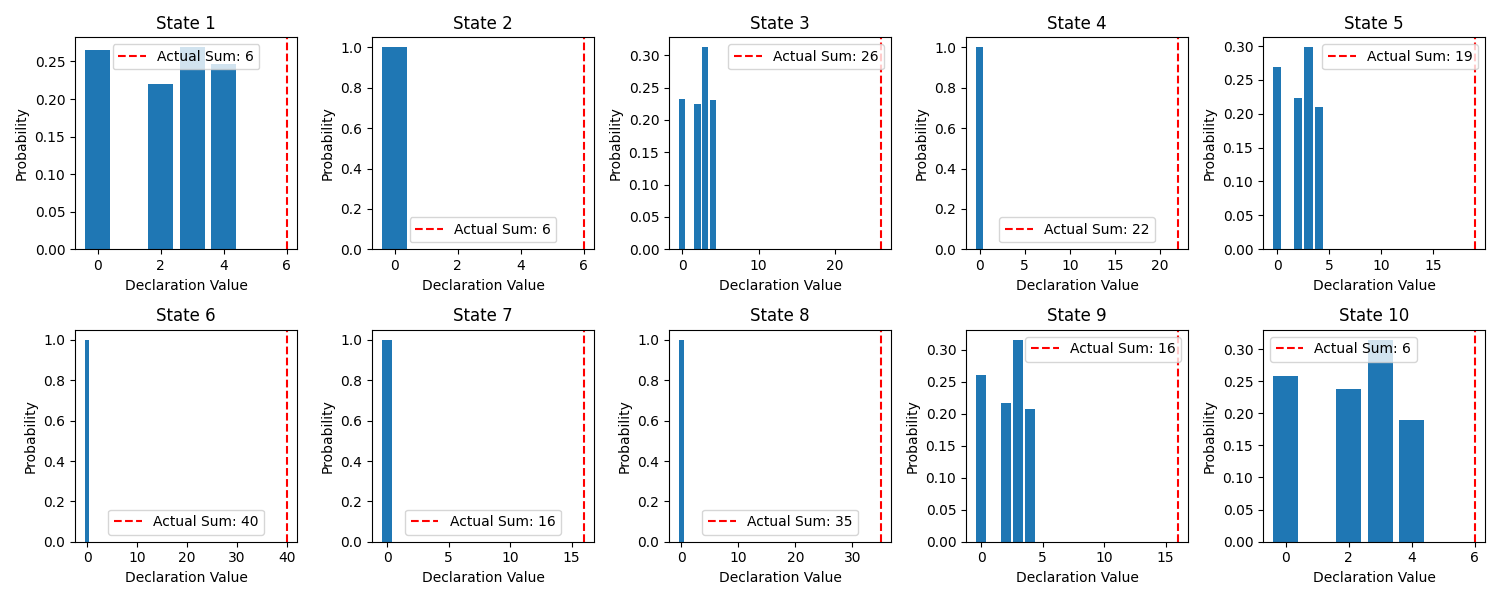 State 1
Probability
0.25
0.20
0.15
0.10
0.05
0.00
Actual Sum: 6
0 2 4 6
Declaration Value
State 2
Probability
1.0
0.8
0.6
0.4
0.2
0.0
Actual Sum: 6
0 2 4 6
Declaration Value
State 3
Probability
0.30
0.25
0.20
0.15
0.10
0.05
0.00
Actual Sum: 26
0 10 20
Declaration Value
State 4
Probability
1.0
0.8
0.6
0.4
0.2
0.0
Actual Sum: 22
0 5 10 15 20
Declaration Value
State 5
Probability
0.30
0.25
0.20
0.15
0.10
0.05
0.00
Actual Sum: 19
0 5 10 15
Declaration Value
State 6
Probability
1.0
0.8
0.6
0.4
0.2
0.0
Actual Sum: 40
0 10 20 30 40
Declaration Value
State 7
Probability
1.0
0.8
0.6
0.4
0.2
0.0
Actual Sum: 16
0 5 10 15
Declaration Value
State 8
Probability
1.0
0.8
0.6
0.4
0.2
0.0
Actual Sum: 35
0 10 20 30
Declaration Value
State 9
Probability
0.30
0.25
0.20
0.15
0.10
0.05
0.00
Actual Sum: 16
0 5 10 15
Declaration Value
State 10
Probability
0.30
0.25
0.20
0.15
0.10
0.05
0.00
Actual Sum: 6
0 2 4 6
Declaration Value